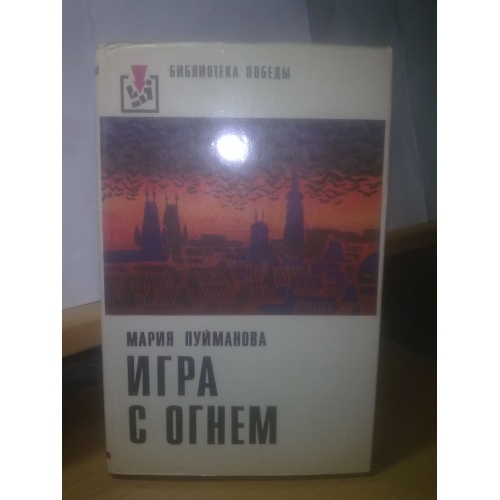 БИБЛИОТЕКА ПОБЕДЫ
МАРИЯ ПУЙМАНОВА
ИГРА
С ОГНЕМ